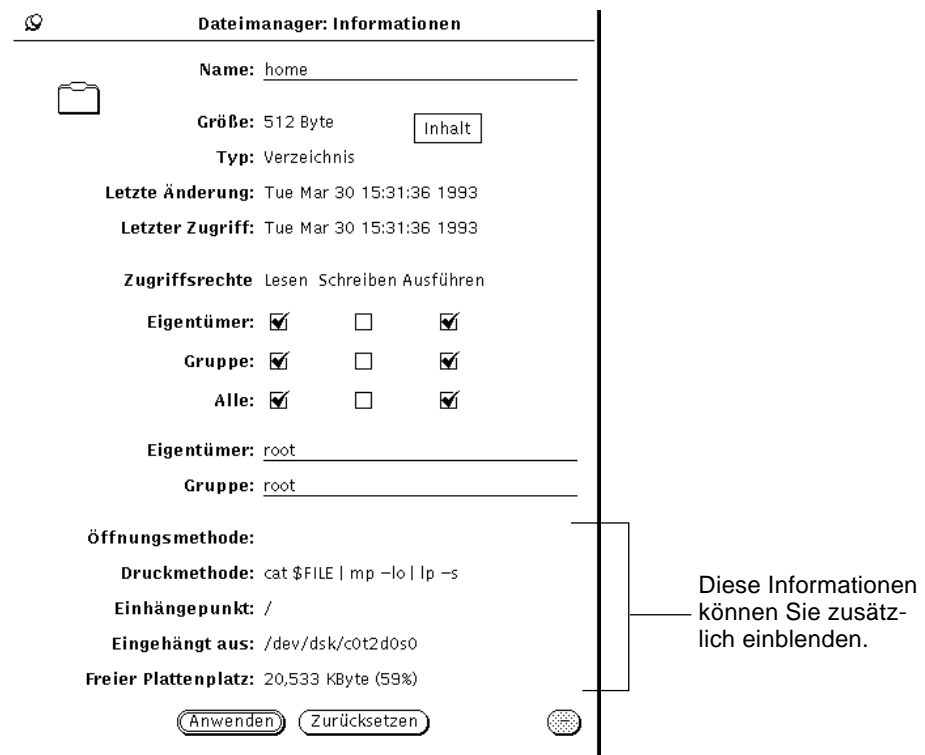 Dateimanager: Informationen
Name: home
Größe: 512 Byte
Inhalt
Typ: Verzeichnis
Letzte Änderung: Tue Mar 30 15:31:36 1993
Letzter Zugriff: Tue Mar 30 15:31:36 1993
Zugriffsrechte Lesen Schreiben Ausführen
Eigentümer:
Gruppe:
Alle:
Eigentümer: root
Gruppe: root
Öffnungsmethode:
Druckmethode: cat $FILE | mp –lo | lp –s
Einhängepunkt: /
Eingehängt aus: /dev/dsk/c0t2d0s0
Freier Plattenplatz: 20,533 KByte (59%)
Anwenden Zurücksetzen
Diese Informationen
können Sie zusätz-
lich einblenden.